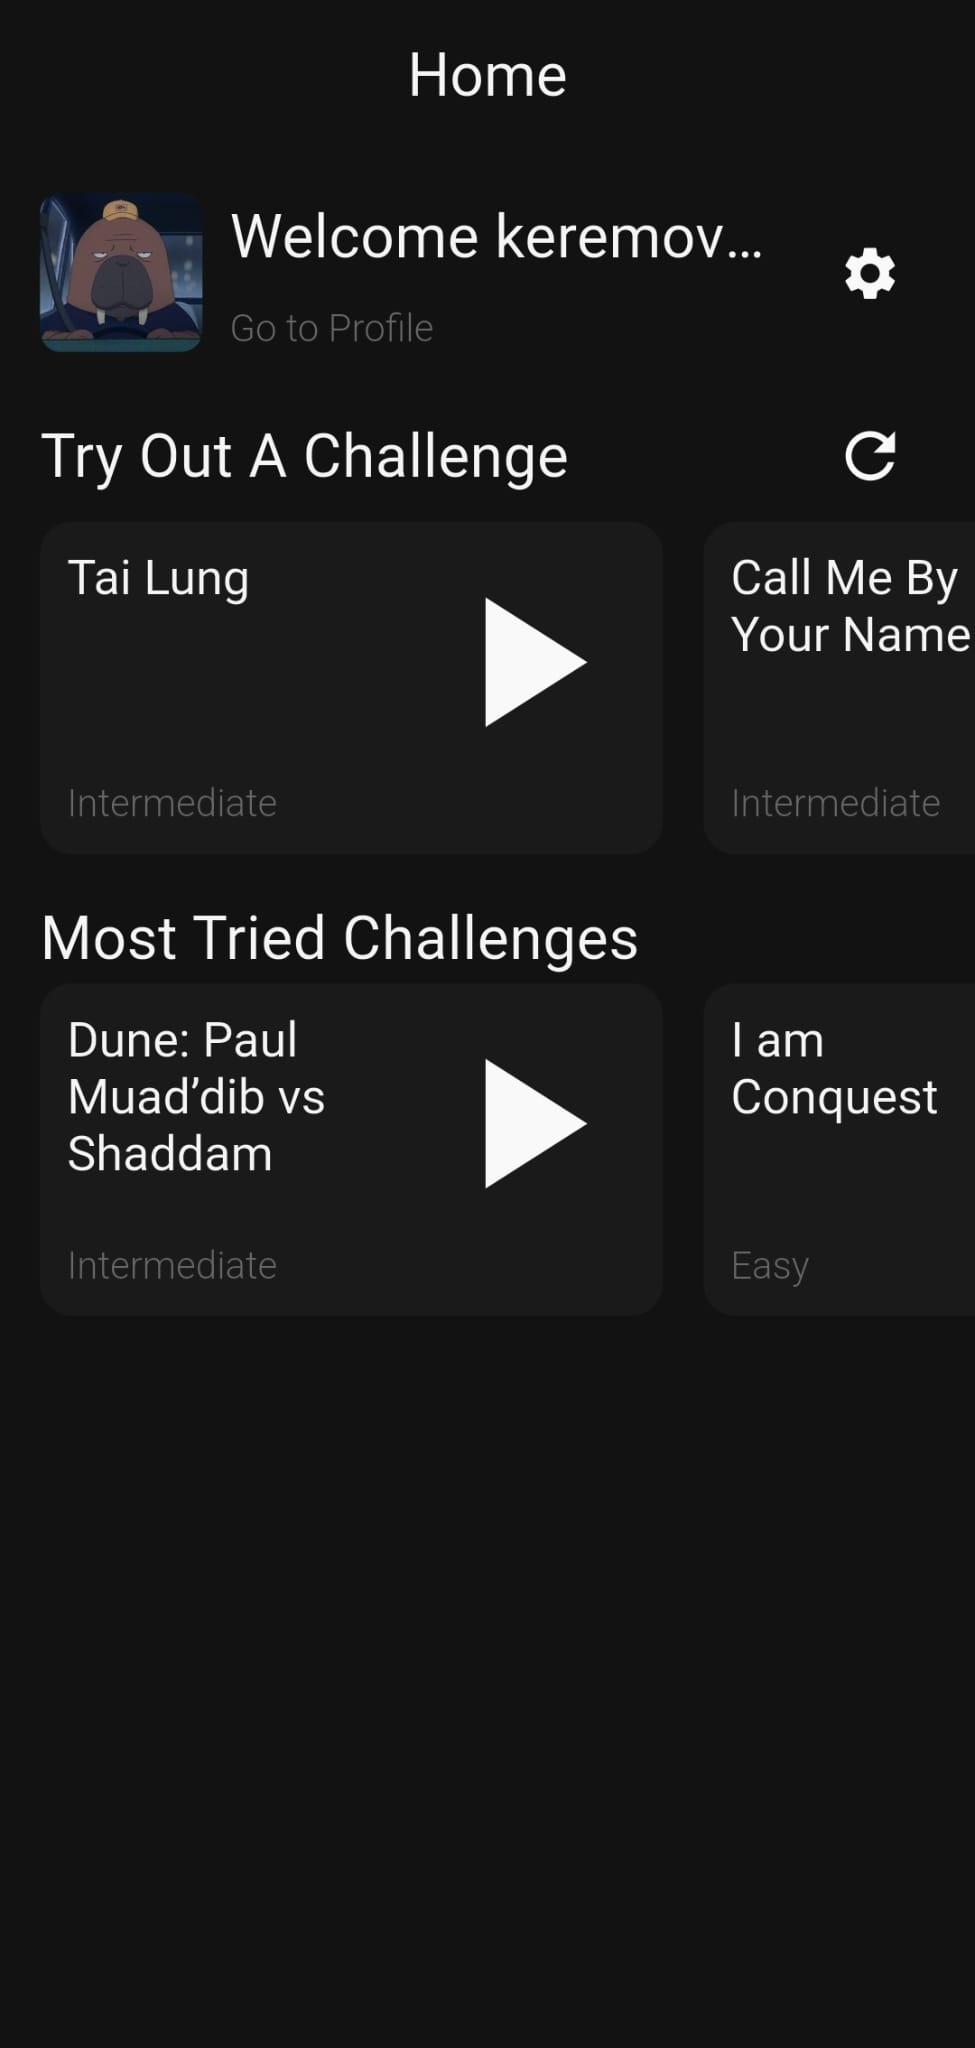 Home
Welcome keremov...
Go to Profile
Try Out A Challenge
Tai Lung
Intermediate
Call Me By
Your Name
Intermediate
Most Tried Challenges
Dune: Paul
Muad’dib vs
Shaddam
Intermediate
I am
Conquest
Easy